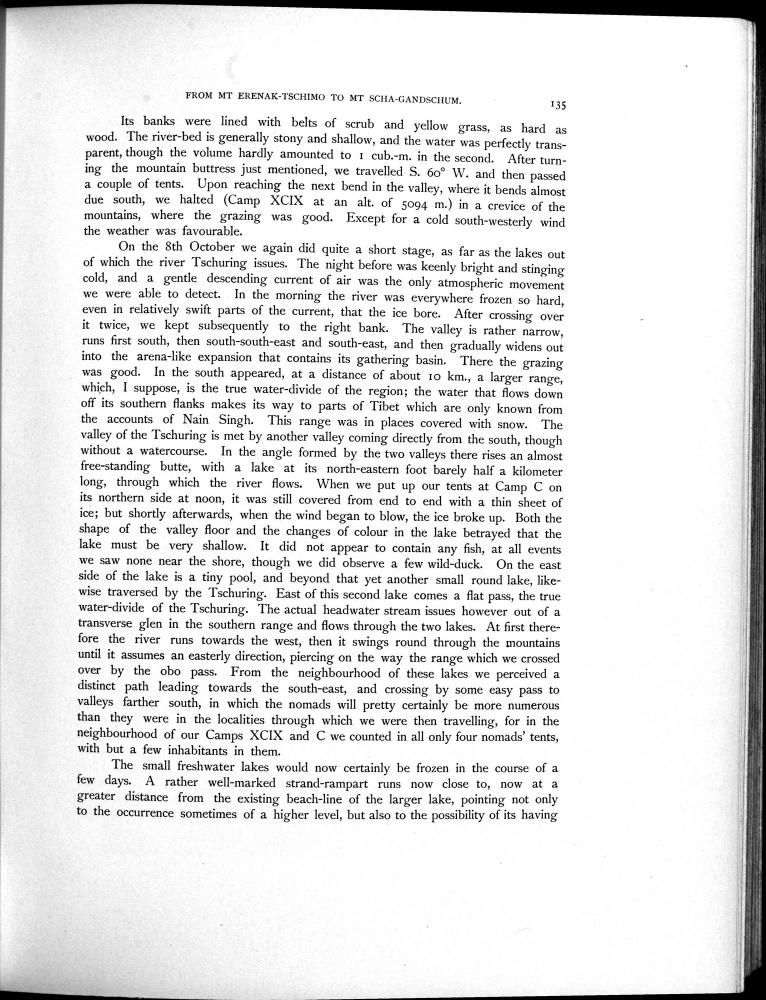 FROM MT ERENAK-TSCHIMO TO MT SCHA-GANDSCHUM.
135
Its banks were lined with belts of scrub and yellow grass, as hard as
wood. The river-bed is generally stony and shallow, and the water was perfectly trans-
parent, though the volume hardly amounted to 1 cub.-m. in the second. After turn-
ing the mountain buttress just mentioned, we travelled S. 60° W. and then passed
a couple of tents. Upon reaching the next bend in the valley, where it bends almost
due south, we halted (Camp XCIX at an alt. of 5094 m.) in a crevice of the
mountains, where the grazing was good. Except for a cold south-westerly wind
the weather was favourable.
On the 8th October we again did quite a short stage, as far as the lakes out
of which the river Tschuring issues. The night before was keenly bright and stinging
cold, and a gentle descending current of air was the only atmospheric movement
we were able to detect. In the morning the river was everywhere frozen so hard,
even in relatively swift parts of the current, that the ice bore. After crossing over
it twice, we kept subsequently to the right bank. The valley is rather narrow,
runs first south, then south-south-east and south-east, and then gradually widens out
into the arena-like expansion that contains its gathering basin. There the grazing
was good. In the south appeared, at a distance of about 10 km., a larger range,
which, I suppose, is the true water-divide of the region; the water that flows down
off its southern flanks makes its way to parts of Tibet which are only known from
the accounts of Nain Singh. This range was in places covered with snow. The
valley of the Tschuring is met by another valley coming directly from the south, though
without a watercourse. In the angle formed by the two valleys there rises an almost
free-standing butte, with a lake at its north-eastern foot barely half a kilometer
long, through which the river flows. When we put up our tents at Camp C on
its northern side at noon, it was still covered from end to end with a thin sheet of
ice; but shortly afterwards, when the wind began to blow, the ice broke up. Both the
shape of the valley floor and the changes of colour in the lake betrayed that the
lake must be very shallow. It did not appear to contain any fish, at all events
we saw none near the shore, though we did observe a few wild-duck. On the east
side of the lake is a tiny pool, and beyond that yet another small round lake, like-
wise traversed by the Tschuring. East of this second lake comes a flat pass, the true
water-divide of the Tschuring. The actual headwater stream issues however out of a
transverse glen in the southern range and flows through the two lakes. At first there-
fore the river runs towards the west, then it swings round through the mountains
until it assumes an easterly direction, piercing on the way the range which we crossed
over by the obo pass. From the neighbourhood of these lakes we perceived a
distinct path leading towards the south-east, and crossing by some easy pass to
valleys farther south, in which the nomads will pretty certainly be more numerous
than they were in the localities through which we were then travelling, for in the
neighbourhood of our Camps XCIX and C we counted in all only four nomads' tents,
with but a few inhabitants in them.
The small freshwater lakes would now certainly be frozen in the course of a
few days. A rather well-marked strand-rampart runs now close to, now at a
greater distance from the existing beach-line of the larger lake, pointing not only
to the occurrence sometimes of a higher level, but also to the possibility of its having